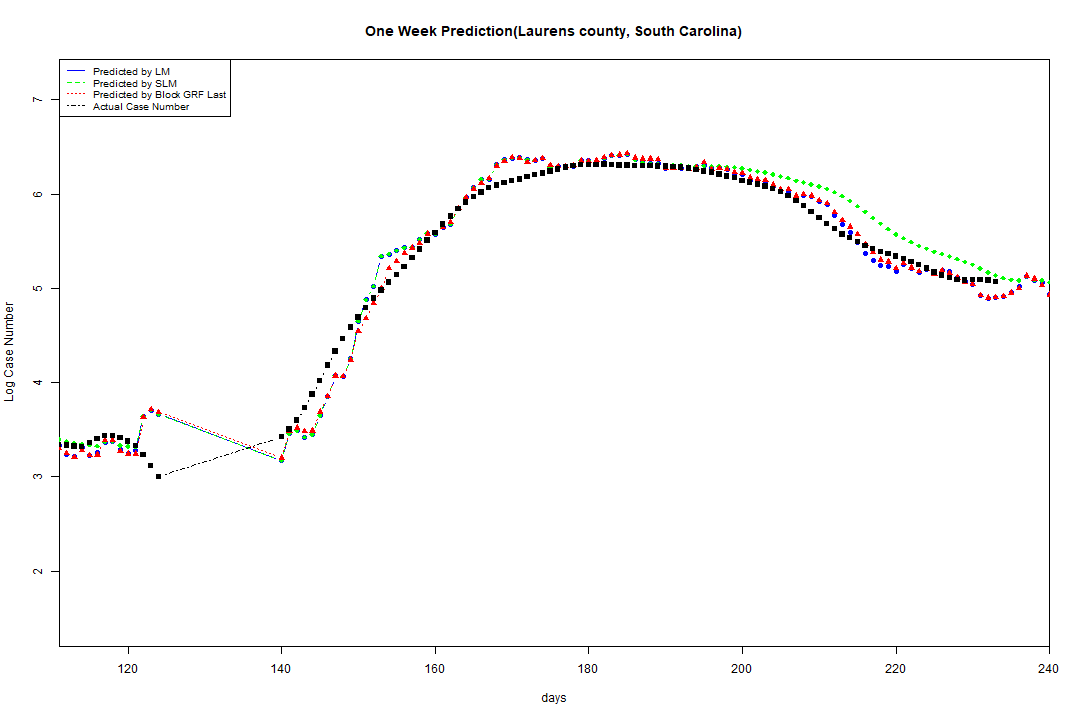 One Week Prediction(Laurens county, South Carolina)
Predicted by LM
Predicted by SLM
Predicted by Block GRF Last
Actual Case Number
7
6
5
4
3
2
Log Case Number
120 140 160 180 200 220 240
days